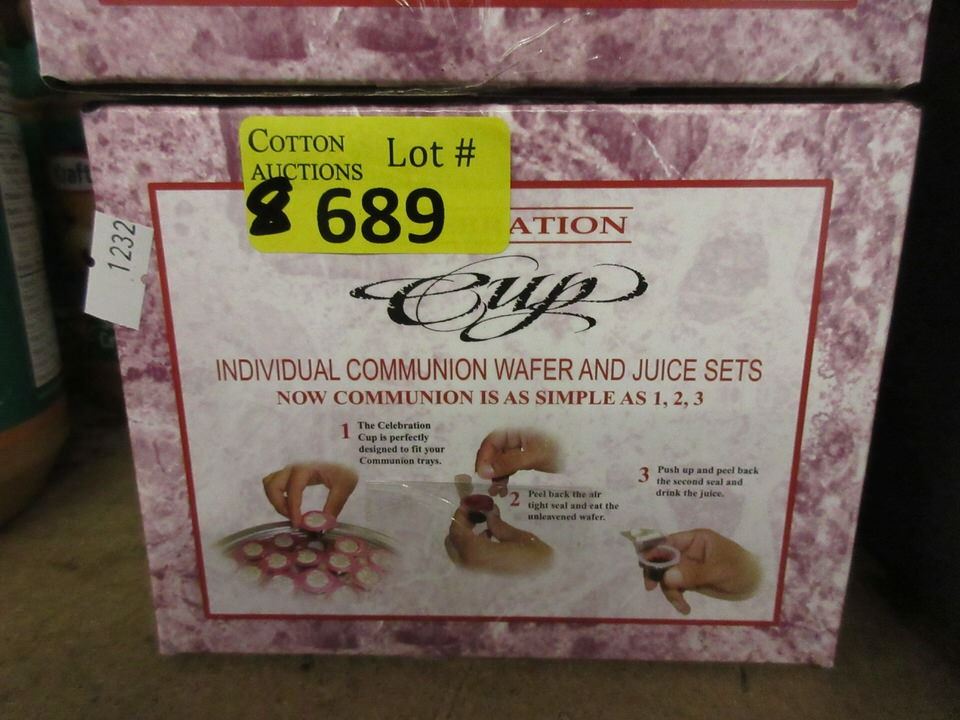 COTTON
AUCTIONS
Lot #
8 689
1232
ATION
Cup
INDIVIDUAL COMMUNION WAFER AND JUICE SETS
NOW COMMUNION IS AS SIMPLE AS 1, 2, 3
1 The Celebration
Cup is perfectly
designed to fit your
Communion trays.
2 Peel back the air
tight seal and eat the
unleavened wafer.
3 Push up and peel back
the second seal and
drink the juice.